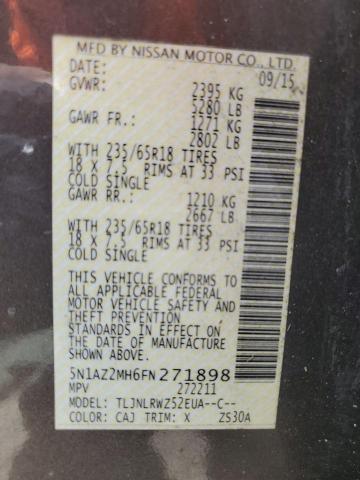 MFD BY NISSAN MOTOR CO., LTD.
DATE: 09/15
GVWR: 2395 KG
5280 LB
GAWR FR.: 1271 KG
2802 LB
WITH 235/65R18 TIRES
18 X 7.5 RIMS AT 33 PSI
COLD SINGLE
GAWR RR.: 1210 KG
2667 LB
WITH 235/65R18 TIRES
18 X 7.5 RIMS AT 33 PSI
COLD SINGLE
THIS VEHICLE CONFORMS TO
ALL APPLICABLE FEDERAL
MOTOR VEHICLE SAFETY AND
THEFT PREVENTION
STANDARDS IN EFFECT ON
THE DATE OF MANUFACTURE
SHOWN ABOVE.
5N1AZ2MH6FN271898
MPV 272211
MODEL: TLJNLRWZ52EUA--C--
COLOR: CAJ TRIM: X Z530A